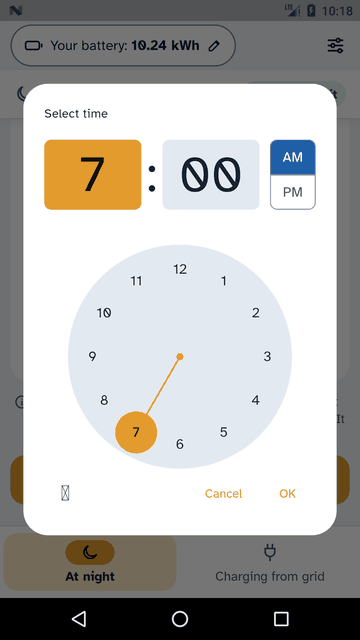 10:18
Your battery: 10.24 kWh
Select time
7 : 00
AM
PM
12
11
1
10
2
9
3
8
4
7
5
6
Cancel
OK
At night
Charging from grid